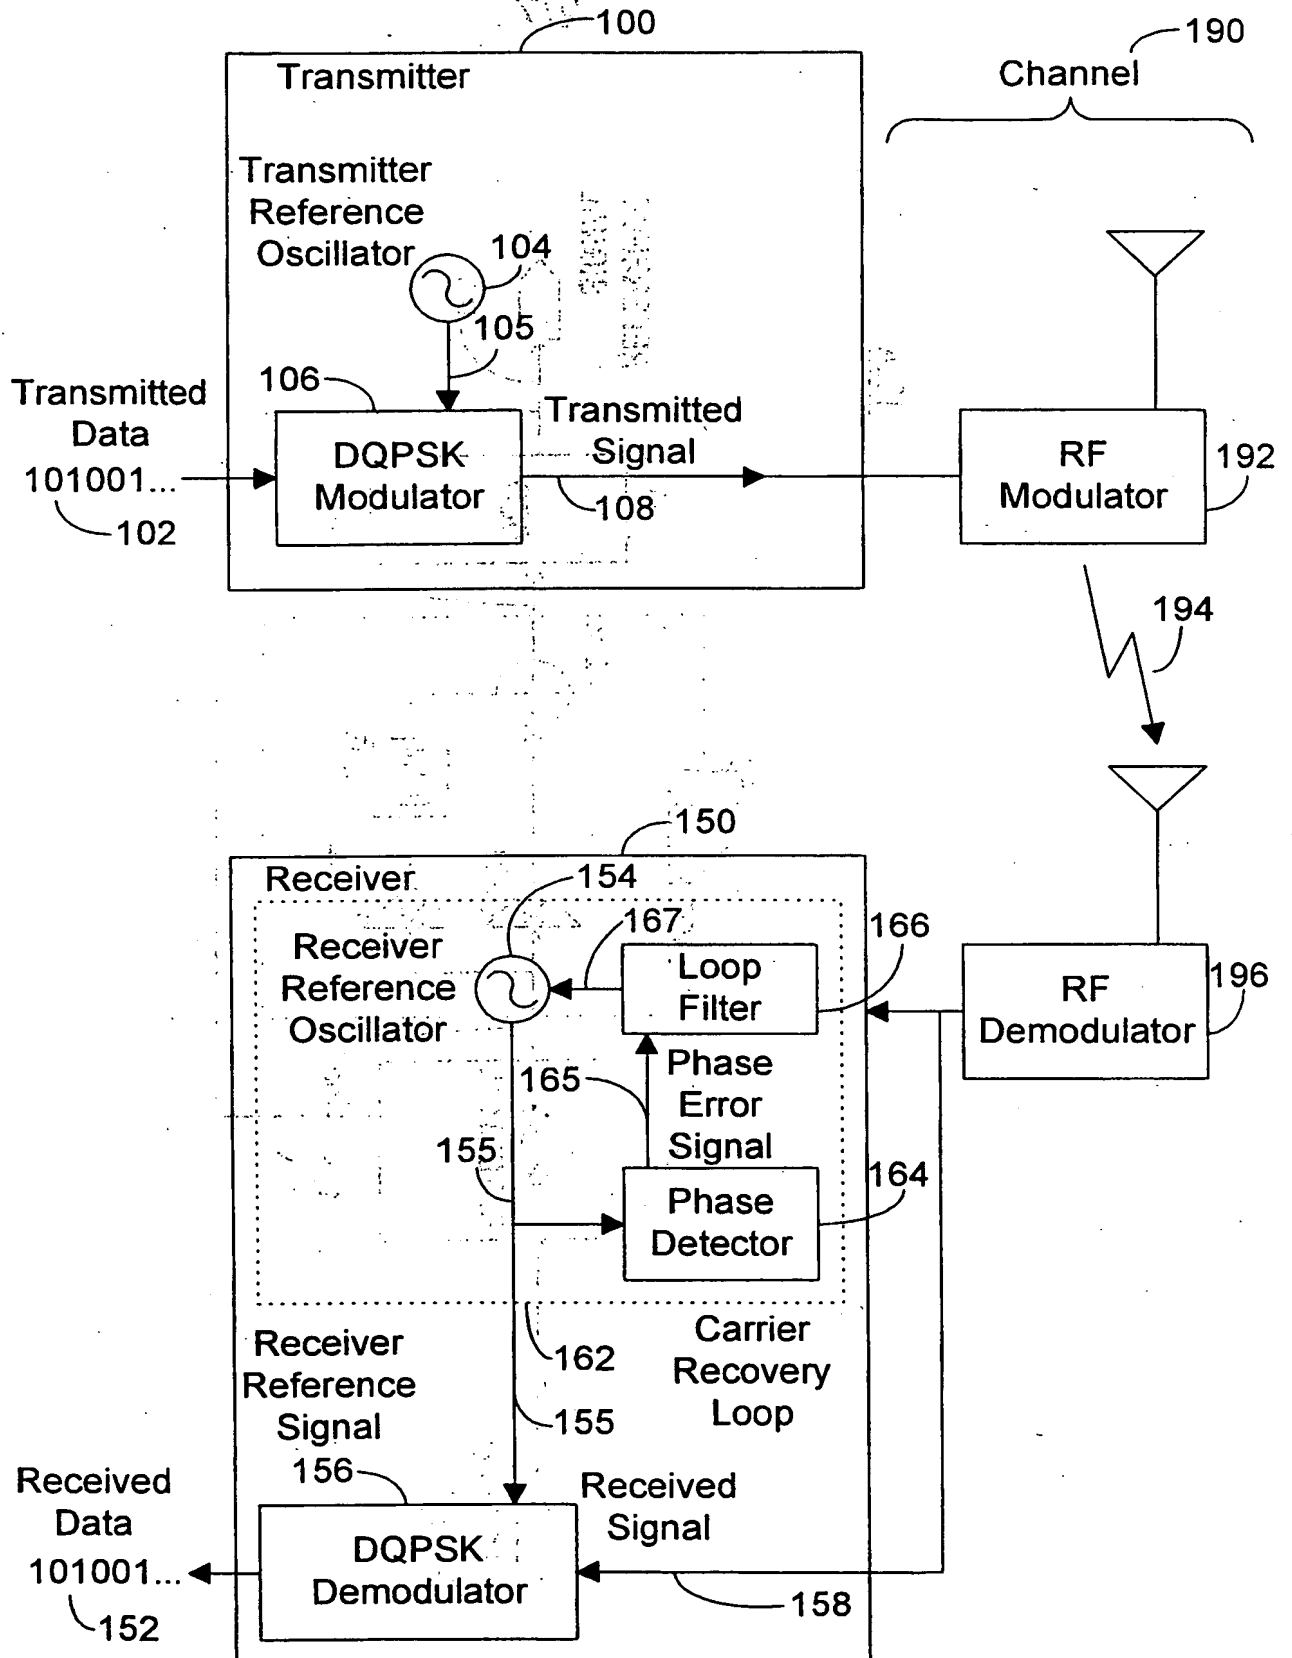 100
Transmitter
190
Channel
Transmitter
Reference
Oscillator
104
105
106
Transmitted
Data
101001...
102
DQPSK
Modulator
Transmitted
Signal
108
RF
Modulator
192
194
150
Receiver
154
167
166
Receiver
Reference
Oscillator
Loop
Filter
RF
Demodulator
196
165
Phase
Error
Signal
155
164
Phase
Detector
162
Carrier
Recovery
Loop
Receiver
Reference
Signal
155
156
Received
Signal
Received
Data
101001...
152
DQPSK
Demodulator
158